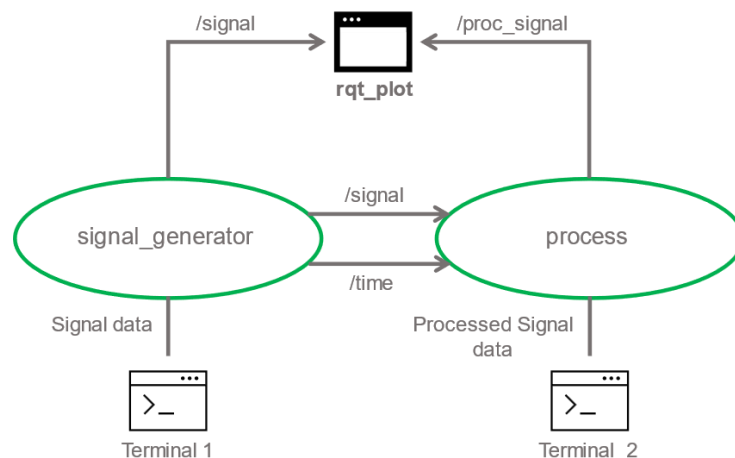 /signal
/proc_signal
rqt_plot
/signal
signal_generator
process
/time
Signal data
Processed Signal
data
>_
>_
Terminal 1
Terminal 2